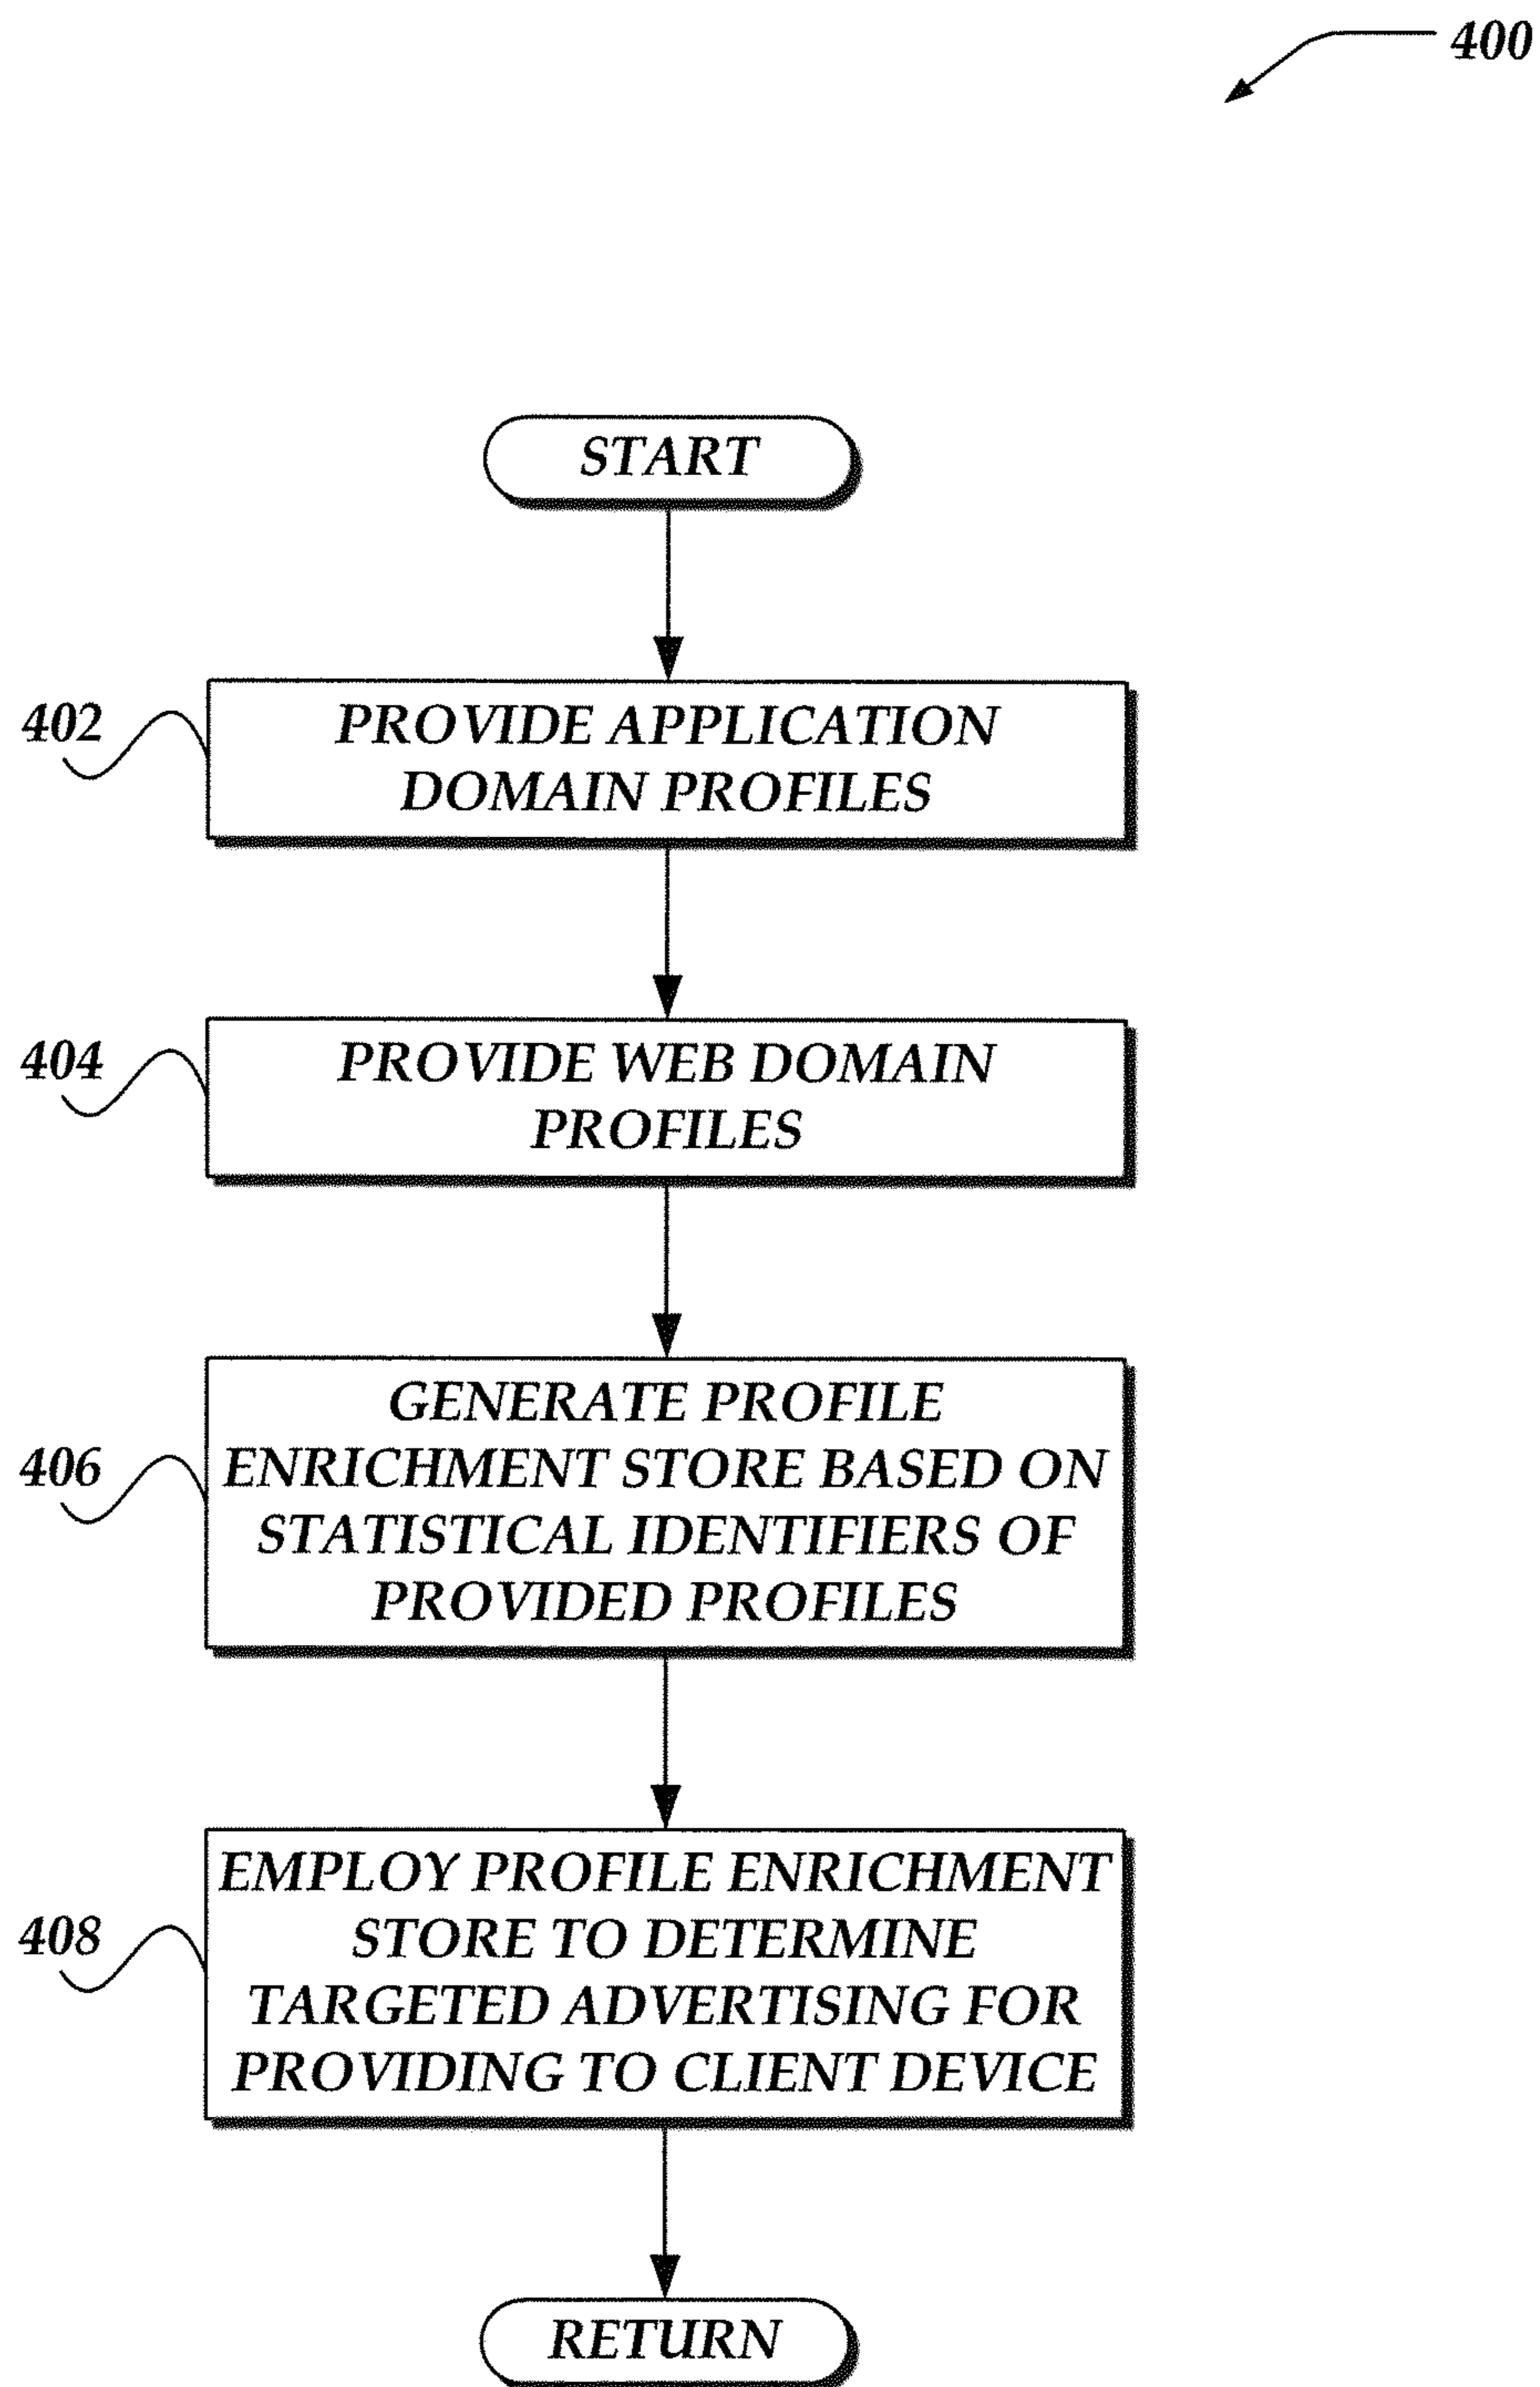 400
START
402
PROVIDE APPLICATION
DOMAIN PROFILES
404
PROVIDE WEB DOMAIN
PROFILES
406
GENERATE PROFILE
ENRICHMENT STORE BASED ON
STATISTICAL IDENTIFIERS OF
PROVIDED PROFILES
408
EMPLOY PROFILE ENRICHMENT
STORE TO DETERMINE
TARGETED ADVERTISING FOR
PROVIDING TO CLIENT DEVICE
RETURN